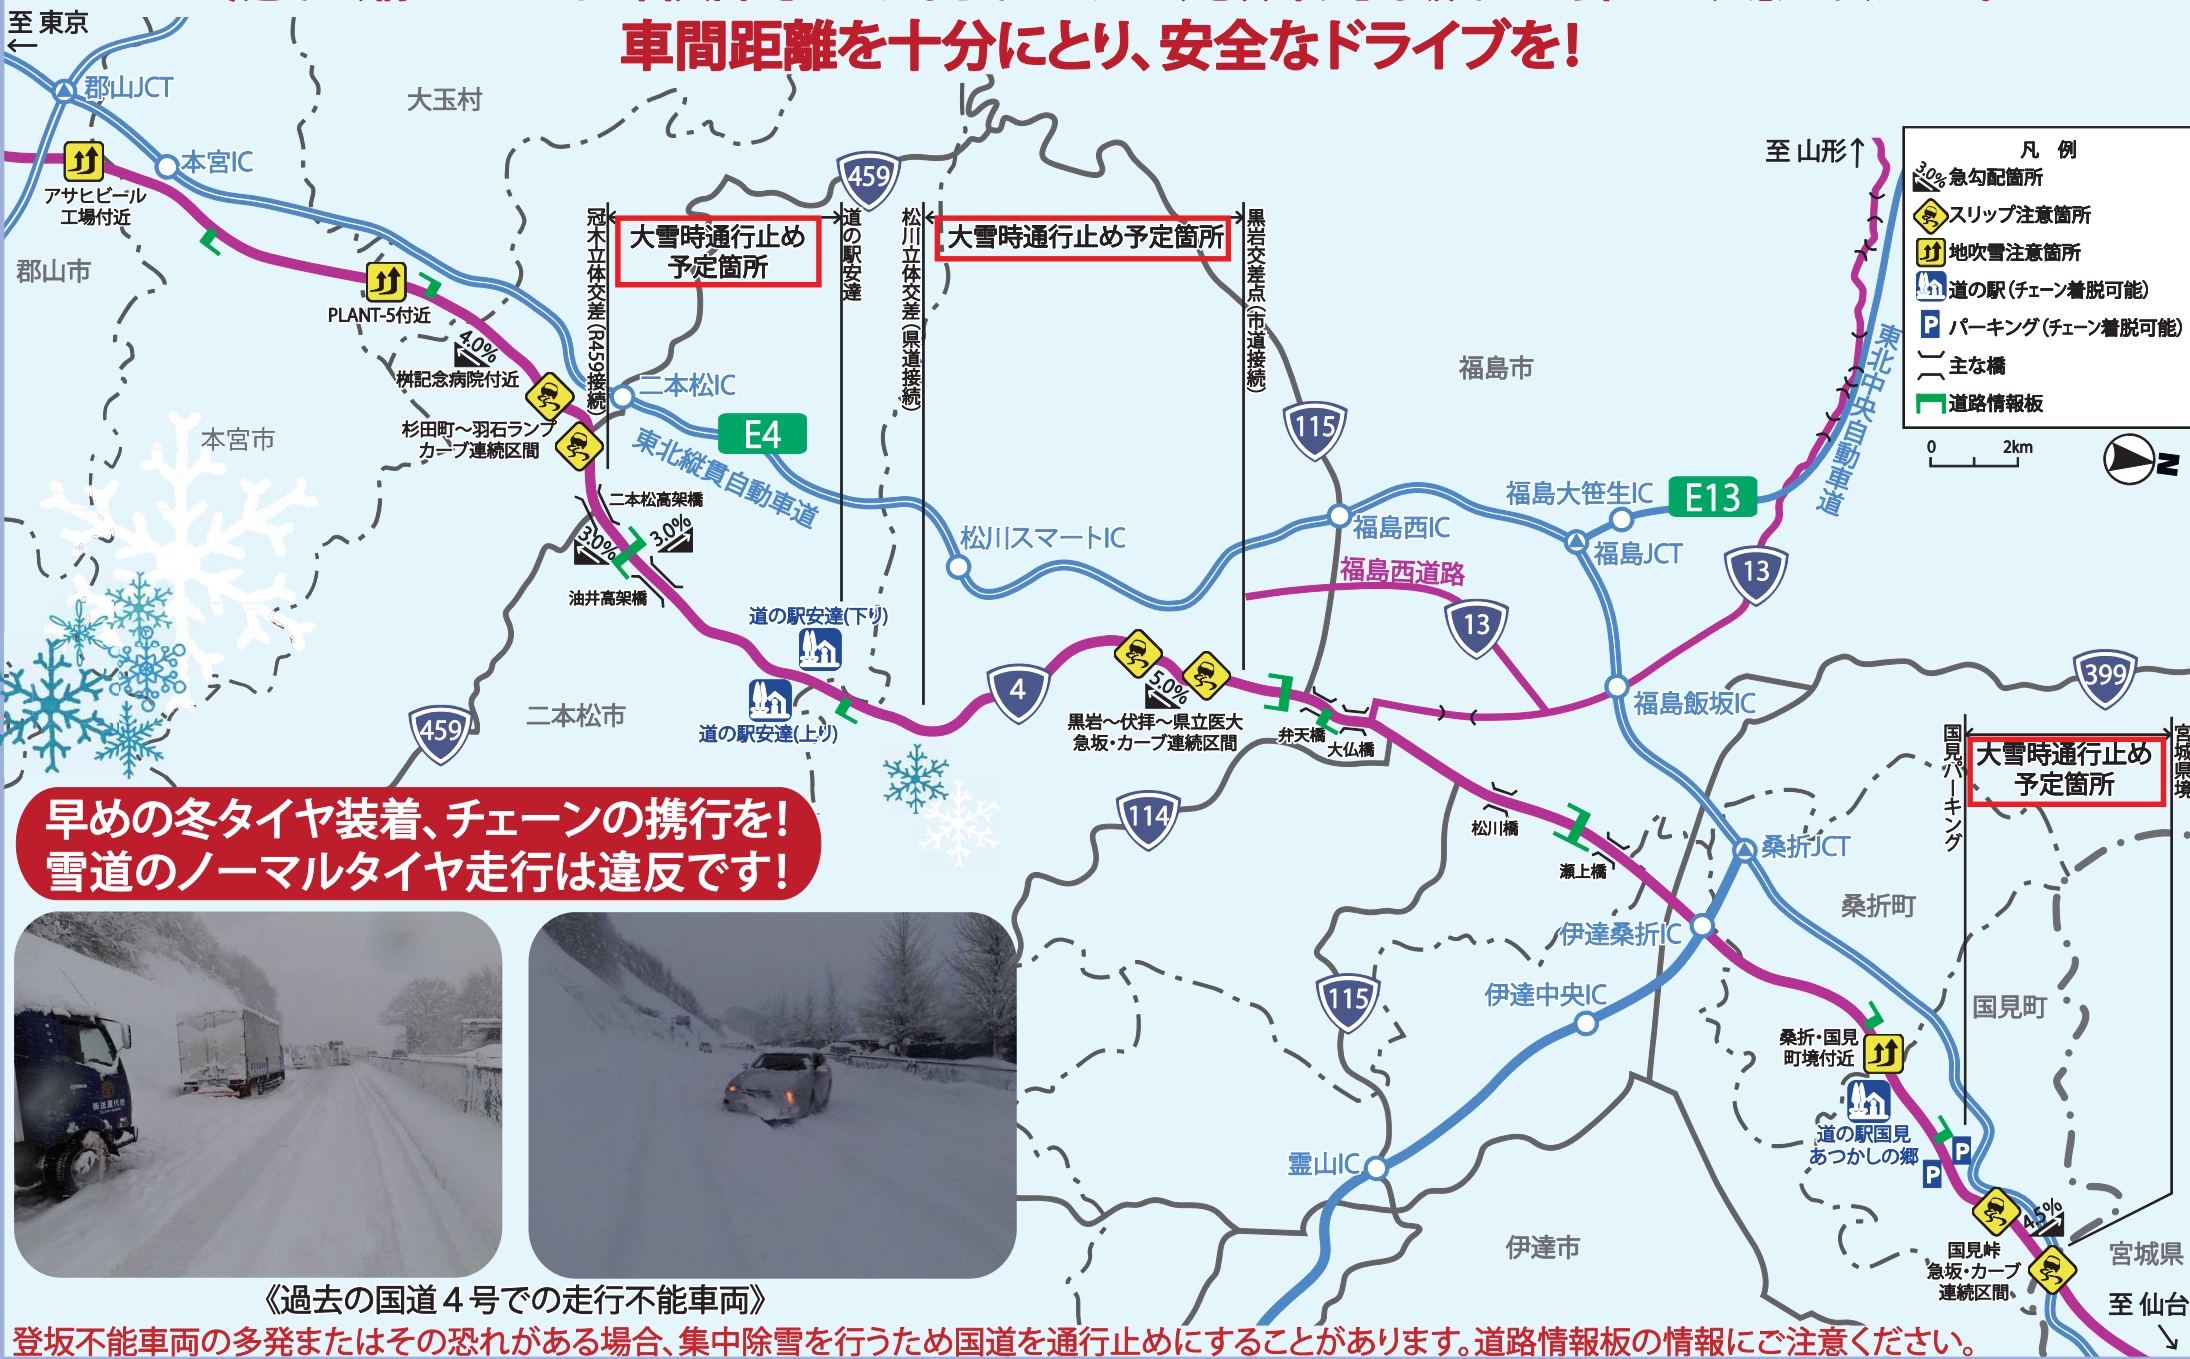 車間距離を十分にとり、安全なドライブを!
至 東京
郡山JCT
大玉村
本宮IC
アサヒビール
工場付近
郡山市
PLANT-5付近
4.0%
桝記念病院付近
本宮市
杉田町～羽石ランプ
カーブ連続区間
459
冠木立体交差(R459接続)
大雪時通行止め
予定箇所
道の駅安達
松川立体交差(県道接続)
大雪時通行止め予定箇所
黒岩交差点(市道接続)
二本松IC
E4
東北縦貫自動車道
二本松高架橋
3.0%
3.0%
油井高架橋
道の駅安達(下り)
道の駅安達(上り)
二本松市
459
松川スマートIC
4
5.0%
黒岩～伏拝～県立医大
急坂・カーブ連続区間
115
福島市
福島西IC
福島西道路
13
福島大笹生IC
E13
福島JCT
13
至 山形↑
東北中央自動車道
凡 例
3.0%
急勾配箇所
スリップ注意箇所
地吹雪注意箇所
道の駅(チェーン着脱可能)
P
パーキング(チェーン着脱可能)
主な橋
道路情報板
0 2km
N
弁天橋
大仏橋
福島飯坂IC
399
114
松川橋
瀬上橋
桑折JCT
桑折町
国見パーキング
大雪時通行止め
予定箇所
宮城県境
伊達桑折IC
伊達中央IC
115
国見町
桑折・国見
町境付近
道の駅国見
あつかしの郷
P
P
霊山IC
伊達市
4.5%
国見峠
急坂・カーブ
連続区間
宮城県
至 仙台
早めの冬タイヤ装着、チェーンの携行を!
雪道のノーマルタイヤ走行は違反です!
《過去の国道４号での走行不能車両》
登坂不能車両の多発またはその恐れがある場合、集中除雪を行うため国道を通行止めにすることがあります。道路情報板の情報にご注意ください。